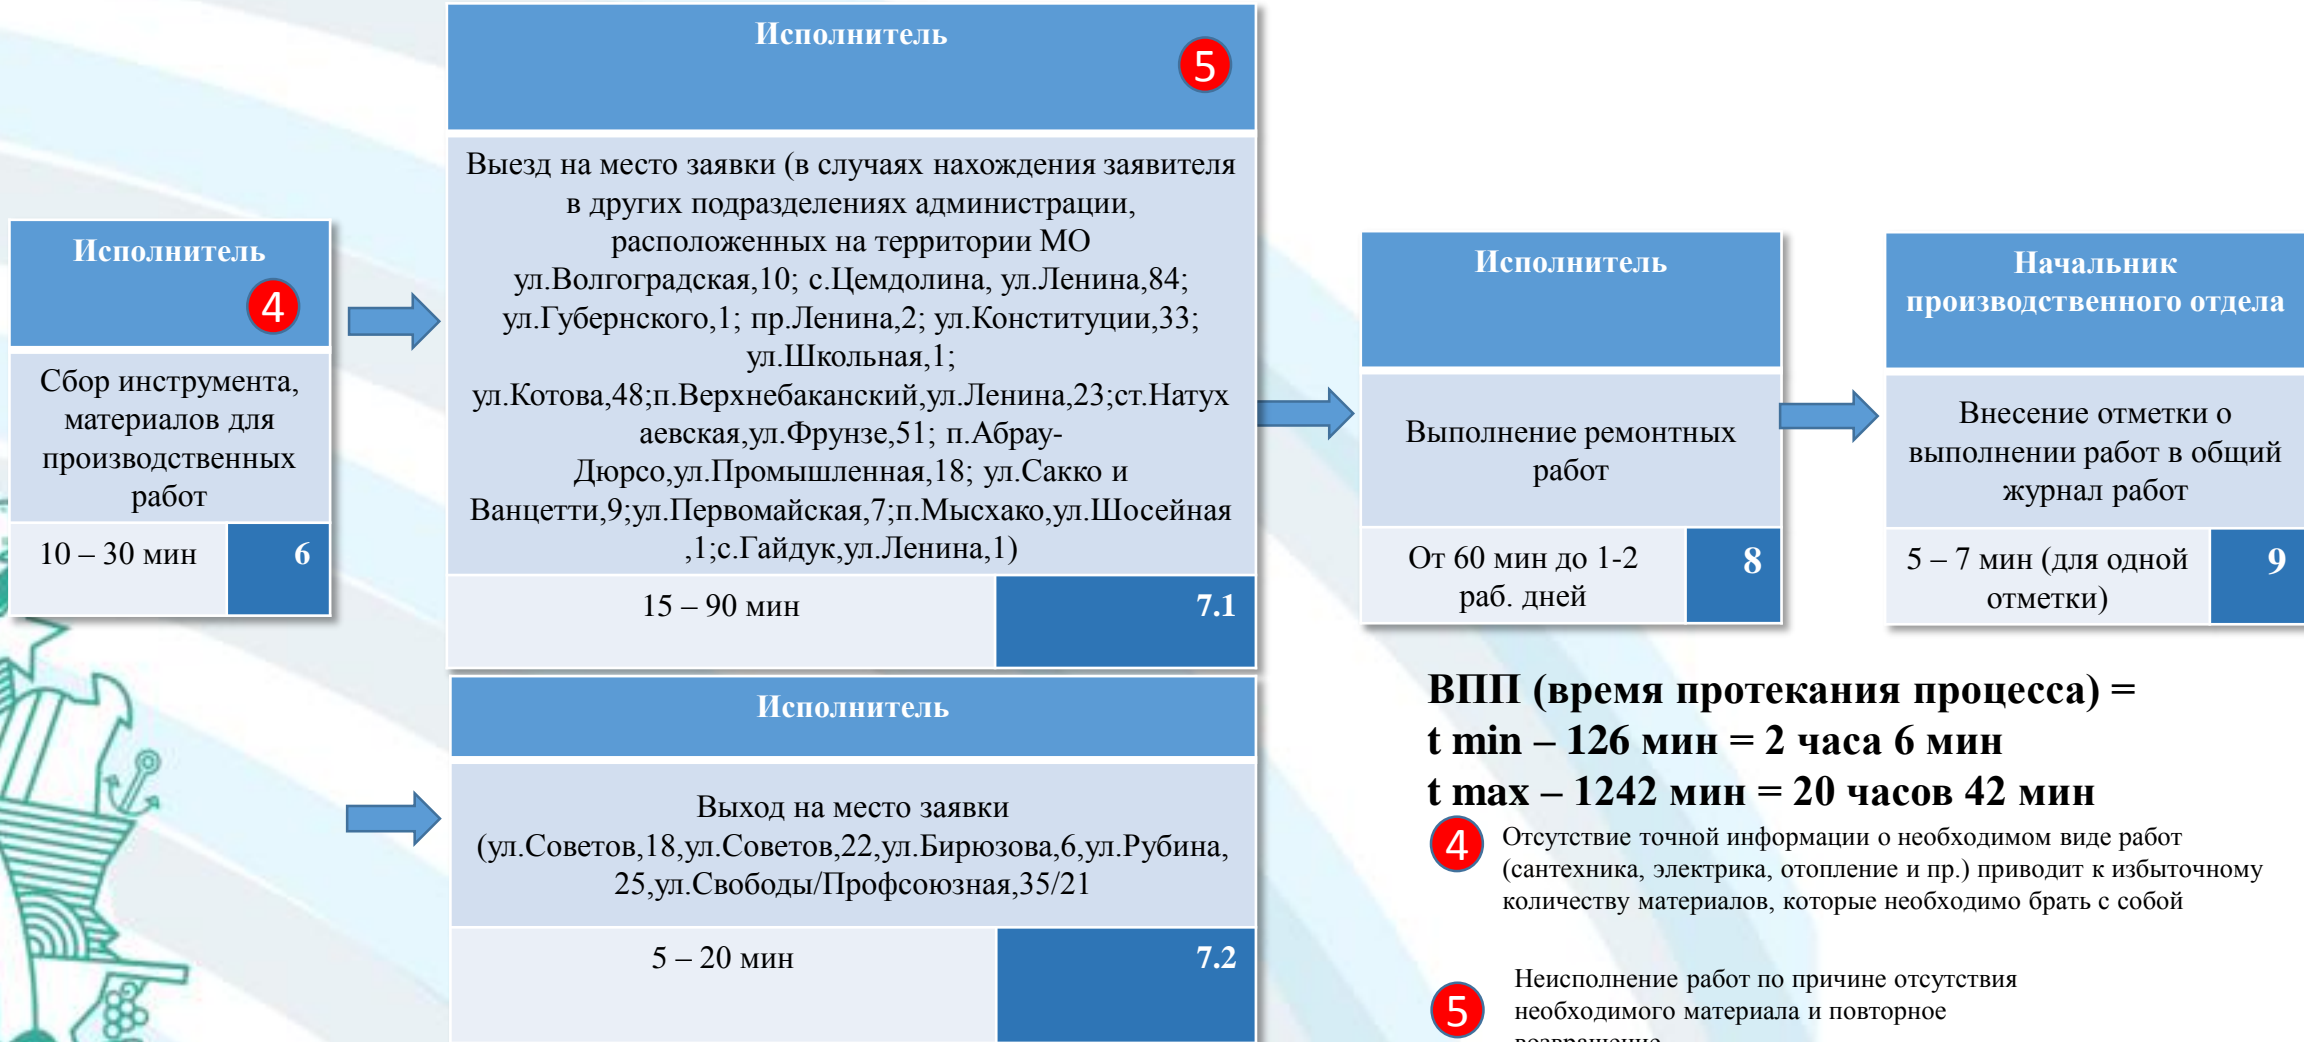 Исполнитель
4
Сбор инструмента,
материалов для
производственных
работ
10 – 30 мин
6
Исполнитель
5
Выезд на место заявки (в случаях нахождения заявителя
в других подразделениях администрации,
расположенных на территории МО
ул.Волгоградская,10; с.Цемдолина, ул.Ленина,84;
ул.Губернского,1; пр.Ленина,2; ул.Конституции,33;
ул.Школьная,1;
ул.Котова,48;п.Верхнебаканский,ул.Ленина,23;ст.Натух
аевская,ул.Фрунзе,51; п.Абрау-
Дюрсо,ул.Промышленная,18; ул.Сакко и
Ванцетти,9;ул.Первомайская,7;п.Мысхако,ул.Шосейная
,1;с.Гайдук,ул.Ленина,1)
15 – 90 мин
7.1
Исполнитель
Выход на место заявки
(ул.Советов,18,ул.Советов,22,ул.Бирюзова,6,ул.Рубина,
25,ул.Свободы/Профсоюзная,35/21
5 – 20 мин
7.2
Исполнитель
Выполнение ремонтных
работ
От 60 мин до 1-2
раб. дней
8
Начальник
производственного отдела
Внесение отметки о
выполнении работ в общий
журнал работ
5 – 7 мин (для одной
отметки)
9
ВПП (время протекания процесса) =
t min – 126 мин = 2 часа 6 мин
t max – 1242 мин = 20 часов 42 мин
4
Отсутствие точной информации о необходимом виде работ
(сантехника, электрика, отопление и пр.) приводит к избыточному
количеству материалов, которые необходимо брать с собой
5
Неисполнение работ по причине отсутствия
необходимого материала и повторное
возвращение